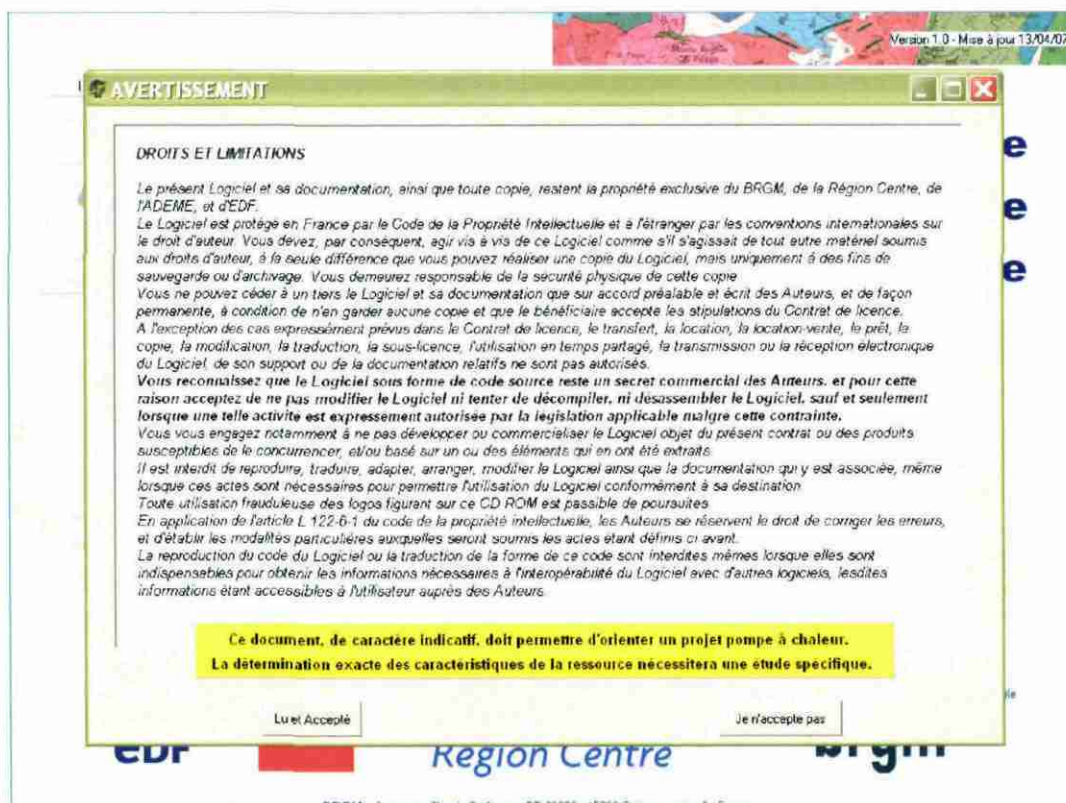 Version 1.0 - Mise à jour 13/04/07
AVERTISSEMENT
DROITS ET LIMITATIONS
Le présent Logiciel et sa documentation, ainsi que toute copie, restent la propriété exclusive du BRGM, de la Région Centre, de
l'ADEME, et d'EDF.
Le Logiciel est protégé en France par le Code de la Propriété Intellectuelle et à l'étranger par les conventions internationales sur
le droit d'auteur. Vous devez, par conséquent, agir vis à vis de ce Logiciel comme s'il s'agissait de tout autre matériel soumis
aux droits d'auteur, à la seule différence que vous pouvez réaliser une copie du Logiciel, mais uniquement à des fins de
sauvegarde ou d'archivage. Vous demeurez responsable de la sécurité physique de cette copie
Vous ne pouvez céder à un tiers le Logiciel et sa documentation que sur accord préalable et écrit des Auteurs, et de façon
permanente, à condition de n'en garder aucune copie et que le bénéficiaire accepte les stipulations du Contrat de licence.
A l'exception des cas expressément prévus dans le Contrat de licence, le transfert, la location, la location-vente, le prêt, la
copie, la modification, la traduction, la sous-licence, l'utilisation en temps partagé, la transmission ou la réception électronique
du Logiciel, de son support ou de la documentation relatifs ne sont pas autorisés.
Vous reconnaissez que le Logiciel sous forme de code source reste un secret commercial des Auteurs, et pour cette
raison acceptez de ne pas modifier le Logiciel ni tenter de décompiler, ni désassembler le Logiciel, sauf et seulement
lorsque une telle activité est expressement autorisée par la législation applicable malgré cette contrainte.
Vous vous engagez notamment à ne pas développer ou commercialiser le Logiciel objet du présent contrat ou des produits
susceptibles de le concurrencer, et/ou basé sur un ou des éléments qui en ont été extraits
Il est interdit de reproduire, traduire, adapter, arranger, modifier le Logiciel ainsi que la documentation qui y est associée, même
lorsque ces actes sont nécessaires pour permettre l'utilisation du Logiciel conformément à sa destination
Toute utilisation frauduleuse des logos figurant sur ce CD ROM est passible de poursuites
En application de l'article L 122-6-1 du code de la propriété intellectuelle, les Auteurs se réservent le droit de corriger les erreurs,
et d'établir les modalités particulières auxquelles seront soumis les actes étant définis ci avant.
La reproduction du code du Logiciel ou la traduction de la forme de ce code sont interdites mêmes lorsque elles sont
indispensables pour obtenir les informations nécessaires à l'interopérabilité du Logiciel avec d'autres logiciels, lesdites
informations étant accessibles à l'utilisateur auprès des Auteurs.
Ce document, de caractère indicatif, doit permettre d'orienter un projet pompe à chaleur.
La détermination exacte des caractéristiques de la ressource nécessitera une étude spécifique.
Lu et Accepté
Je n'accepte pas
eDF
Région Centre
brgm